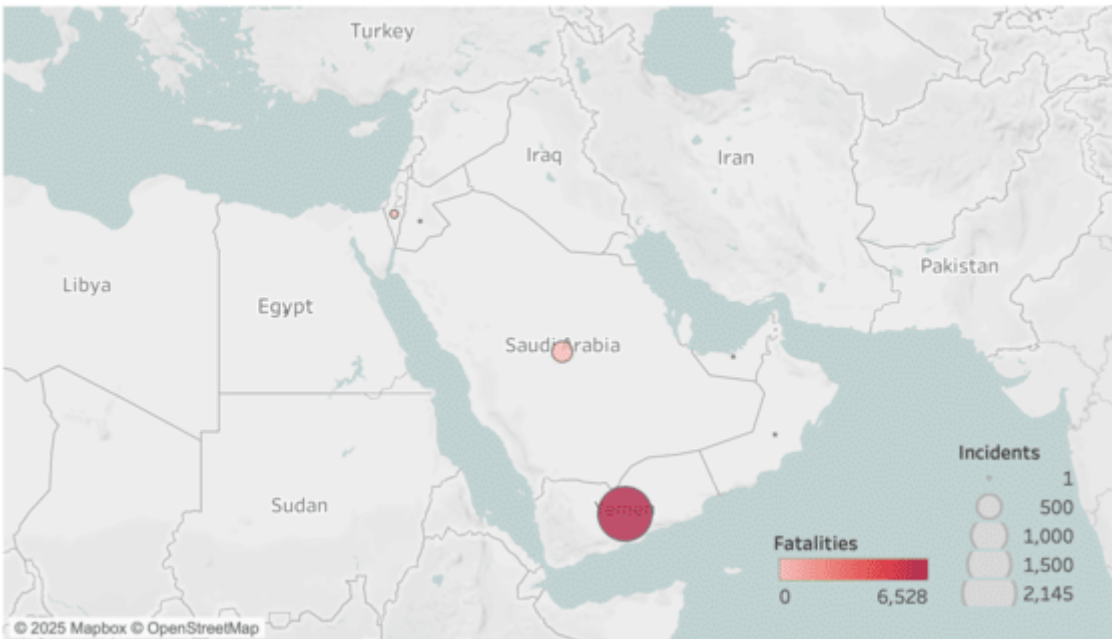 Turkey
Iraq
Iran
Libya
Egypt
Pakistan
Saudi Arabia
Sudan
Yemen
Incidents
1
500
1,000
1,500
2,145
Fatalities
0 6,528
© 2025 Mapbox © OpenStreetMap